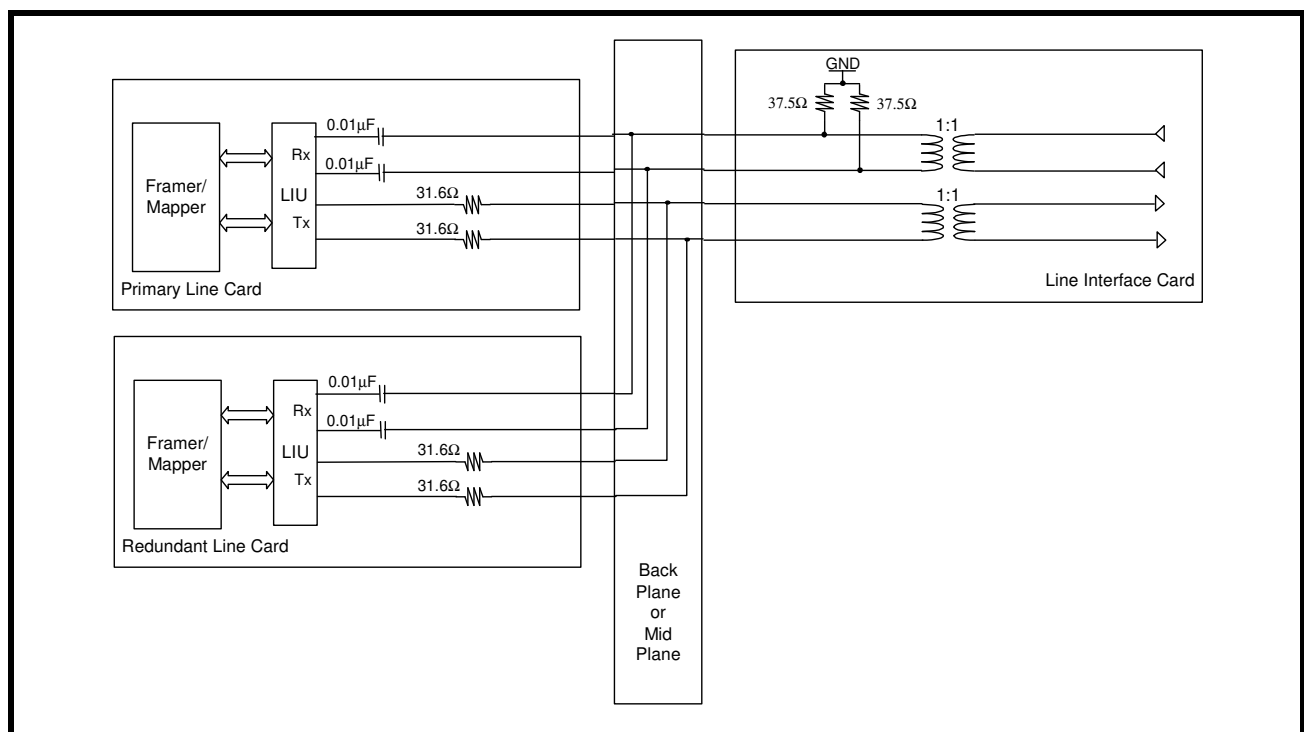 GND
37.5Ω 37.5Ω
0.01µF
1:1
Rx
0.01µF
Framer/
Mapper
LIU
31.6Ω
1:1
Tx
31.6Ω
Primary Line Card
Line Interface Card
0.01µF
Rx
0.01µF
Framer/
Mapper
LIU
31.6Ω
Tx
31.6Ω
Redundant Line Card
Back
Plane
or
Mid
Plane